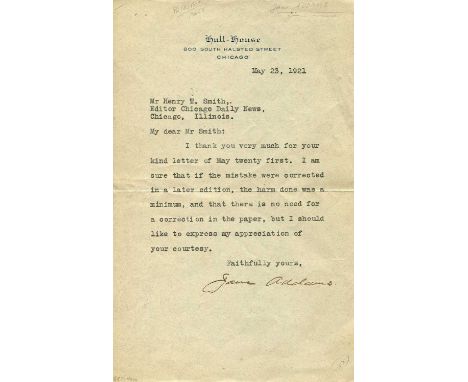 Jane Addams
Hull-House
800 SOUTH HALSTED STREET
CHICAGO
May 23, 1921
Mr Henry E. Smith,.
Editor Chicago Daily News,
Chicago, Illinois.
My dear Mr Smith:
I thank you very much for your
kind letter of May twenty first. I am
sure that if the mistake were corrected
in a later edition, the harm done was a
minimum, and that there is no need for
a correction in the paper, but I should
like to express my appreciation of
your courtesy.
Faithfully yours,
Jane Addams